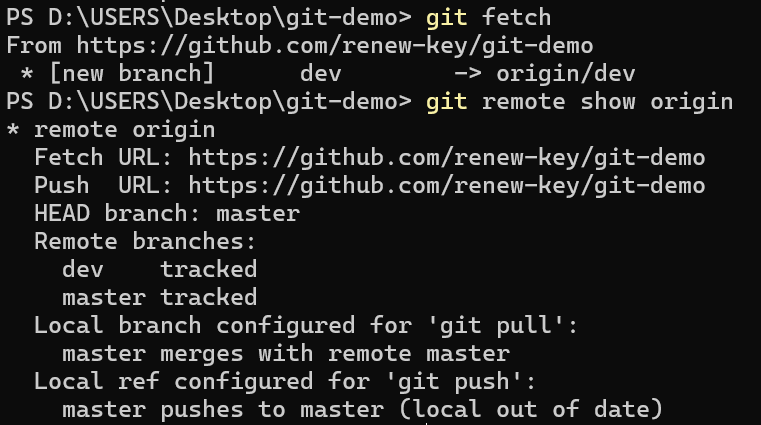 PS D:\USERS\Desktop\git-demo> git fetch
From https://github.com/renew-key/git-demo
 * [new branch]      dev        -> origin/dev
PS D:\USERS\Desktop\git-demo> git remote show origin
* remote origin
  Fetch URL: https://github.com/renew-key/git-demo
  Push  URL: https://github.com/renew-key/git-demo
  HEAD branch: master
  Remote branches:
    dev    tracked
    master tracked
  Local branch configured for 'git pull':
    master merges with remote master
  Local ref configured for 'git push':
    master pushes to master (local out of date)